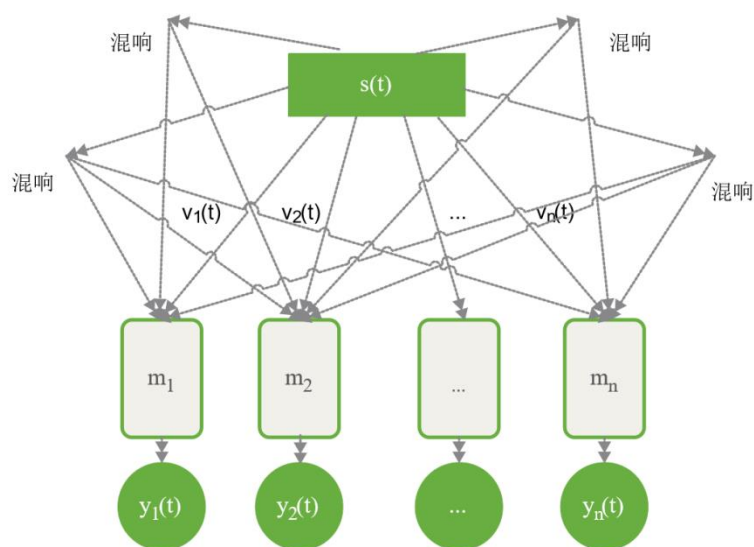 混响
混响
s(t)
混响
混响
v1(t)
v2(t)
...
vn(t)
m1
m2
...
mn
y1(t)
y2(t)
...
yn(t)